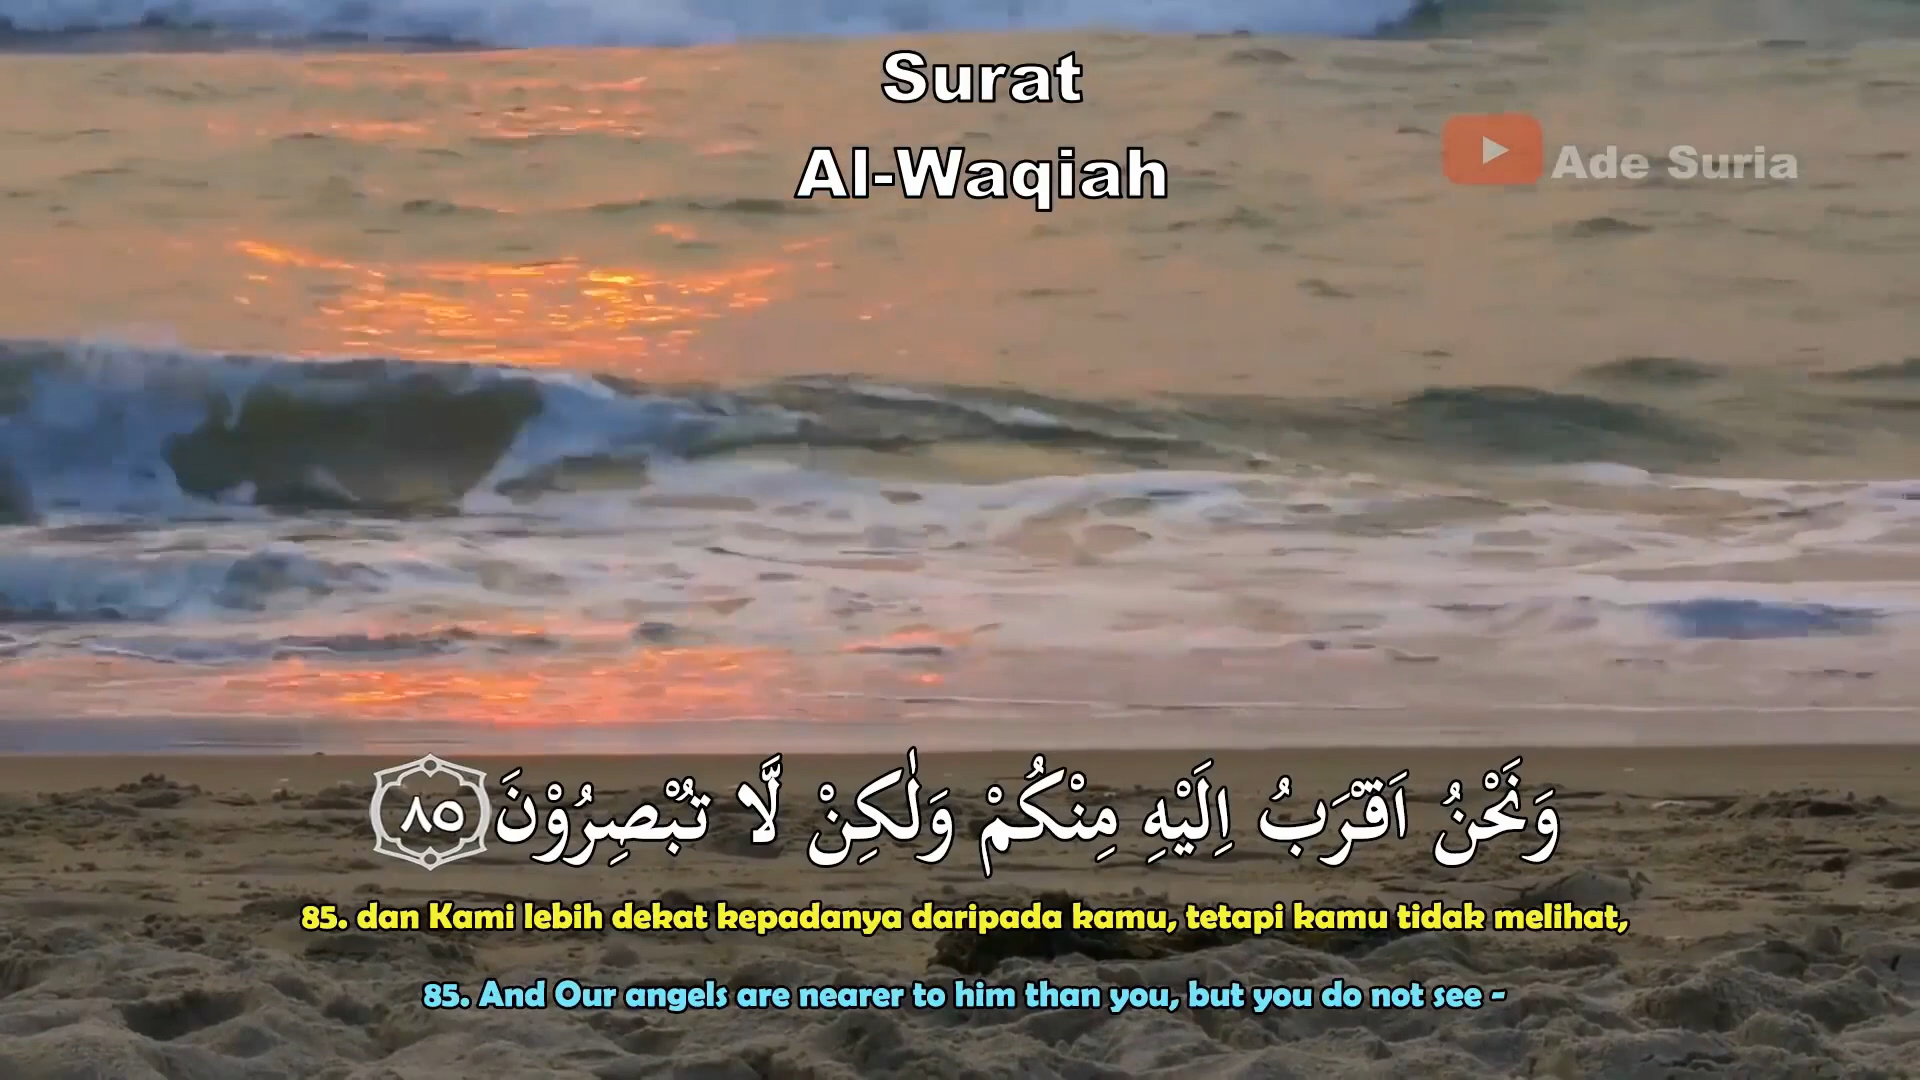 Surat
Al-Waqiah
Ade Suria
وَنَحْنُ اَقْرَبُ اِلَيْهِ مِنْكُمْ وَلٰكِنْ لَّا تُبْصِرُوْنَ ٨٥
85. dan Kami lebih dekat kepadanya daripada kamu, tetapi kamu tidak melihat,
85. And Our angels are nearer to him than you, but you do not see -